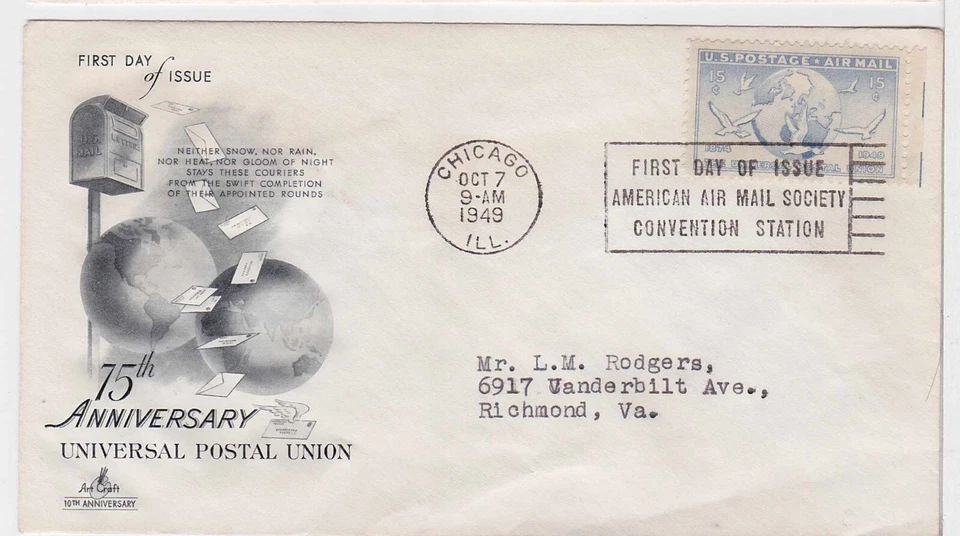 FIRST DAY
of ISSUE
U.S. MAIL
LETTERS
NEITHER SNOW, NOR RAIN,
NOR HEAT, NOR GLOOM OF NIGHT
STAYS THESE COURIERS
FROM THE SWIFT COMPLETION
OF THEIR APPOINTED ROUNDS
75th
ANNIVERSARY
UNIVERSAL POSTAL UNION
Art Craft
10TH ANNIVERSARY
CHICAGO
OCT 7
9-AM
1949
ILL.
U.S. POSTAGE ★ AIR MAIL
15¢ 15¢
1874 1949
FIRST DAY OF ISSUE
AMERICAN AIR MAIL SOCIETY
CONVENTION STATION
Mr. L.M. Rodgers,
6917 Vanderbilt Ave.,
Richmond, Va.